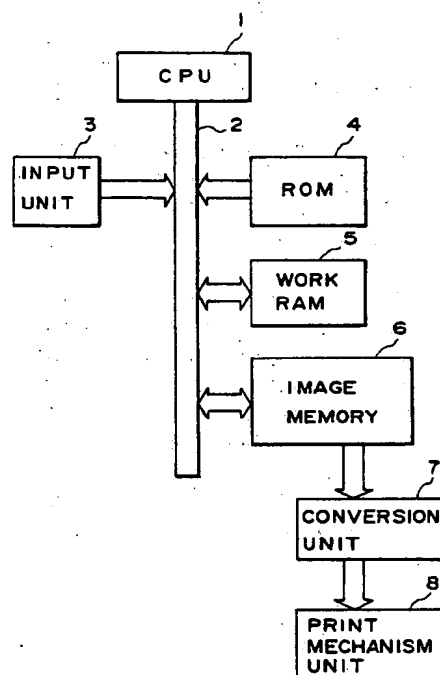 1
CPU
2
3
INPUT
UNIT
4
ROM
5
WORK
RAM
6
IMAGE
MEMORY
7
CONVERSION
UNIT
8
PRINT
MECHANISM
UNIT